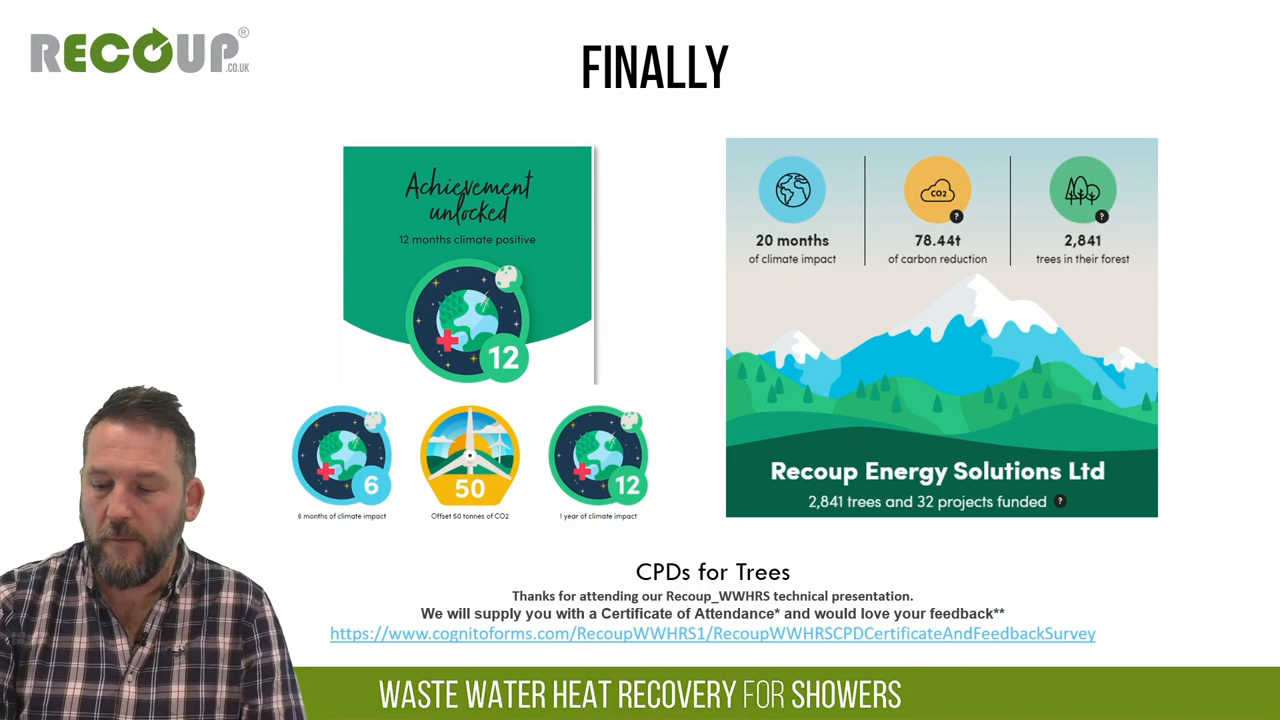 RECOUP®
.CO.UK
FINALLY
Achievement
unlocked
12 months climate positive
12
6
50
12
6 months of climate impact
Offset 50 tonnes of CO2
1 year of climate impact
CO2
?
?
20 months
78.44t
2,841
of climate impact
of carbon reduction
trees in their forest
Recoup Energy Solutions Ltd
2,841 trees and 32 projects funded ?
CPDs for Trees
Thanks for attending our Recoup_WWHRS technical presentation.
We will supply you with a Certificate of Attendance* and would love your feedback**
https://www.cognitoforms.com/RecoupWWHRS1/RecoupWWHRSCPDCertificateAndFeedbackSurvey
WASTE WATER HEAT RECOVERY FOR SHOWERS